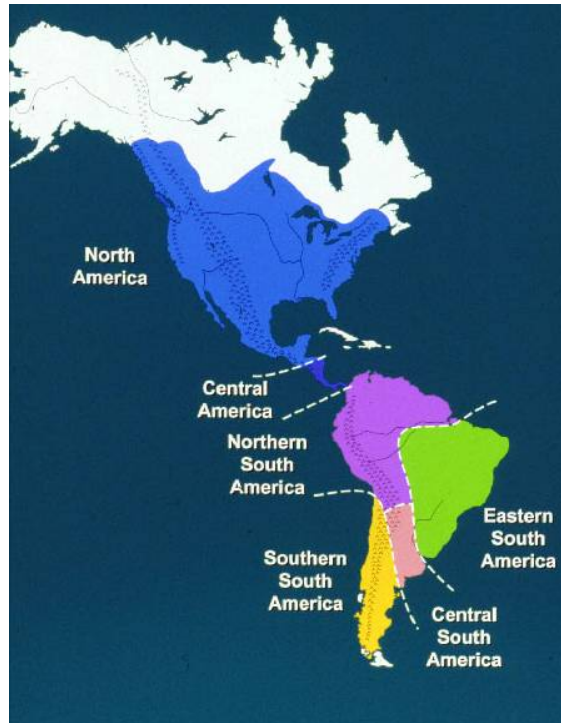 North
America
Central
America
Northern
South
America
Eastern
South
America
Southern
South
America
Central
South
America